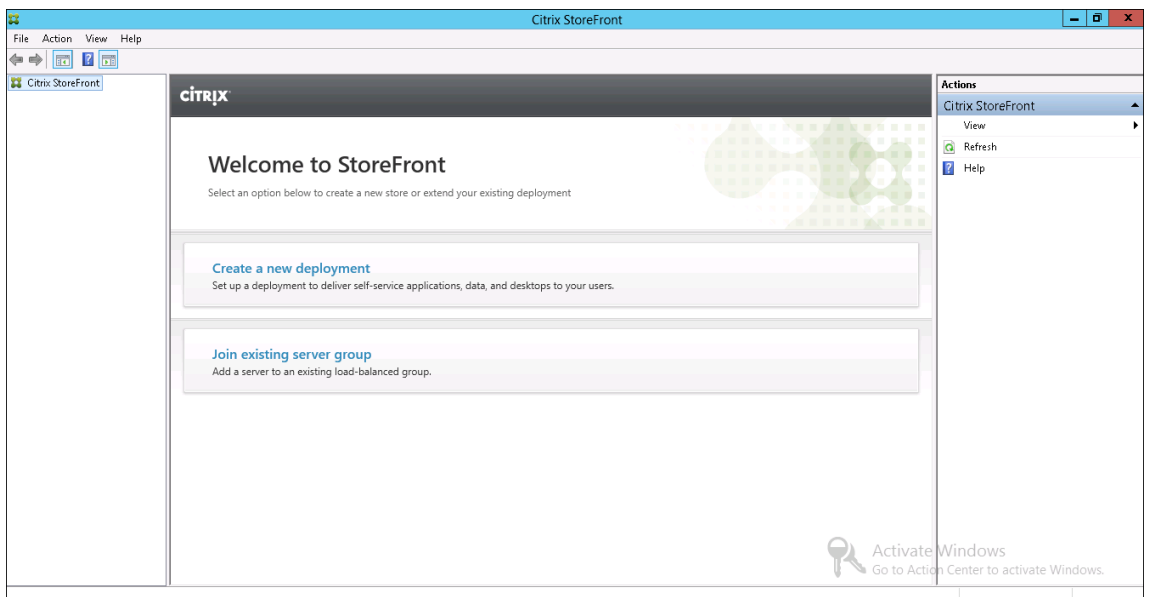 Citrix StoreFront
File Action View Help
Citrix StoreFront
CİTRIX
Welcome to StoreFront
Select an option below to create a new store or extend your existing deployment
Create a new deployment
Set up a deployment to deliver self-service applications, data, and desktops to your users.
Join existing server group
Add a server to an existing load-balanced group.
Actions
Citrix StoreFront
View
Refresh
Help
Activate Windows
Go to Action Center to activate Windows.